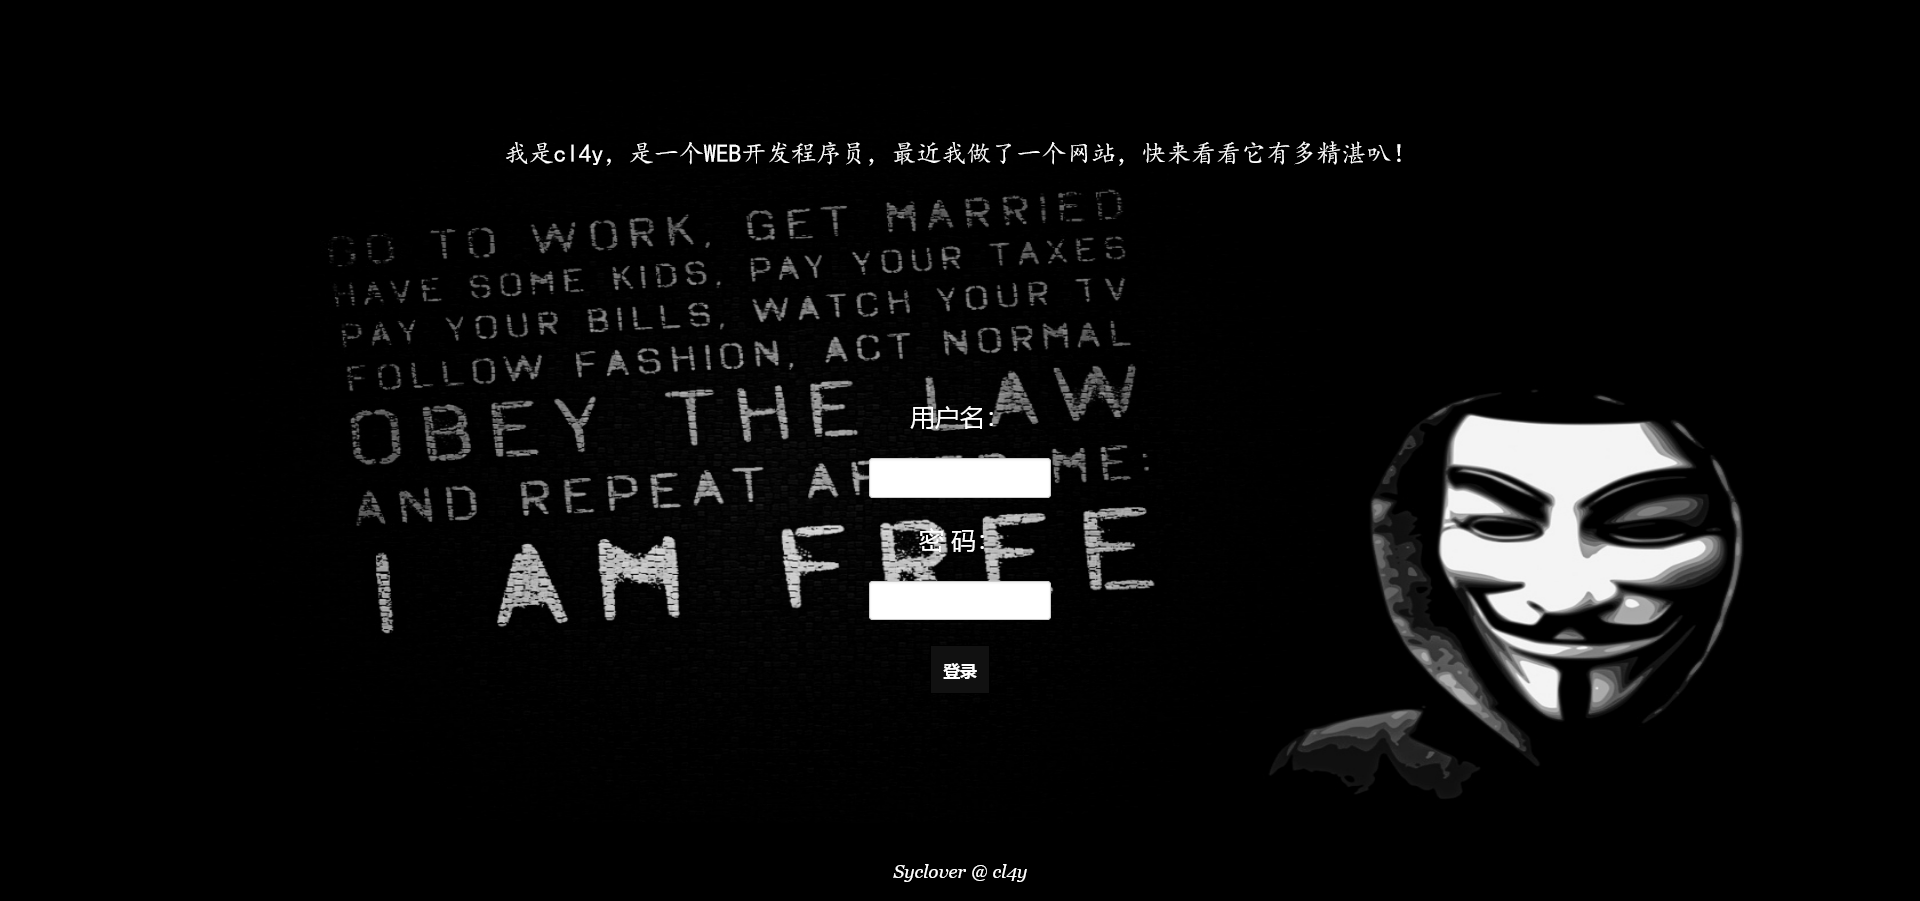 我是cl4y，是一个WEB开发程序员，最近我做了一个网站，快来看看它有多精湛叭！
GO TO WORK, GET MARRIED
HAVE SOME KIDS, PAY YOUR TAXES
PAY YOUR BILLS, WATCH YOUR TV
FOLLOW FASHION, ACT NORMAL
OBEY THE LAW
AND REPEAT AFTER ME:
I AM FREE
用户名：
密 码：
登录
Syclover @ cl4y